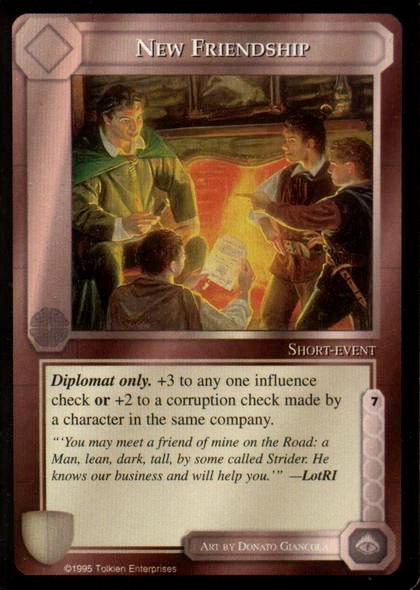 New Friendship
Short-event
Diplomat only. +3 to any one influence
check or +2 to a corruption check made by
a character in the same company.
7
"'You may meet a friend of mine on the Road: a
Man, lean, dark, tall, by some called Strider. He
knows our business and will help you.'" —LotRI
Art by Donato Giancola
©1995 Tolkien Enterprises